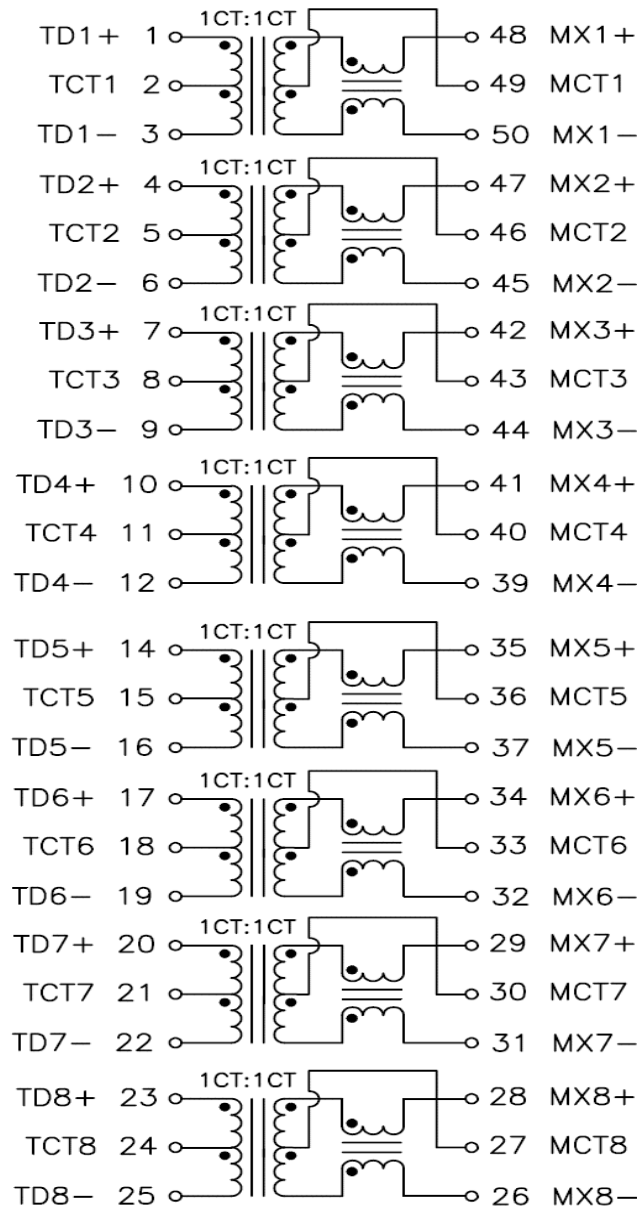 1CT:1CT
TD1+ 1 48 MX1+
TCT1 2 49 MCT1
TD1− 3 50 MX1−
1CT:1CT
TD2+ 4 47 MX2+
TCT2 5 46 MCT2
TD2− 6 45 MX2−
1CT:1CT
TD3+ 7 42 MX3+
TCT3 8 43 MCT3
TD3− 9 44 MX3−
1CT:1CT
TD4+ 10 41 MX4+
TCT4 11 40 MCT4
TD4− 12 39 MX4−
1CT:1CT
TD5+ 14 35 MX5+
TCT5 15 36 MCT5
TD5− 16 37 MX5−
1CT:1CT
TD6+ 17 34 MX6+
TCT6 18 33 MCT6
TD6− 19 32 MX6−
1CT:1CT
TD7+ 20 29 MX7+
TCT7 21 30 MCT7
TD7− 22 31 MX7−
1CT:1CT
TD8+ 23 28 MX8+
TCT8 24 27 MCT8
TD8− 25 26 MX8−